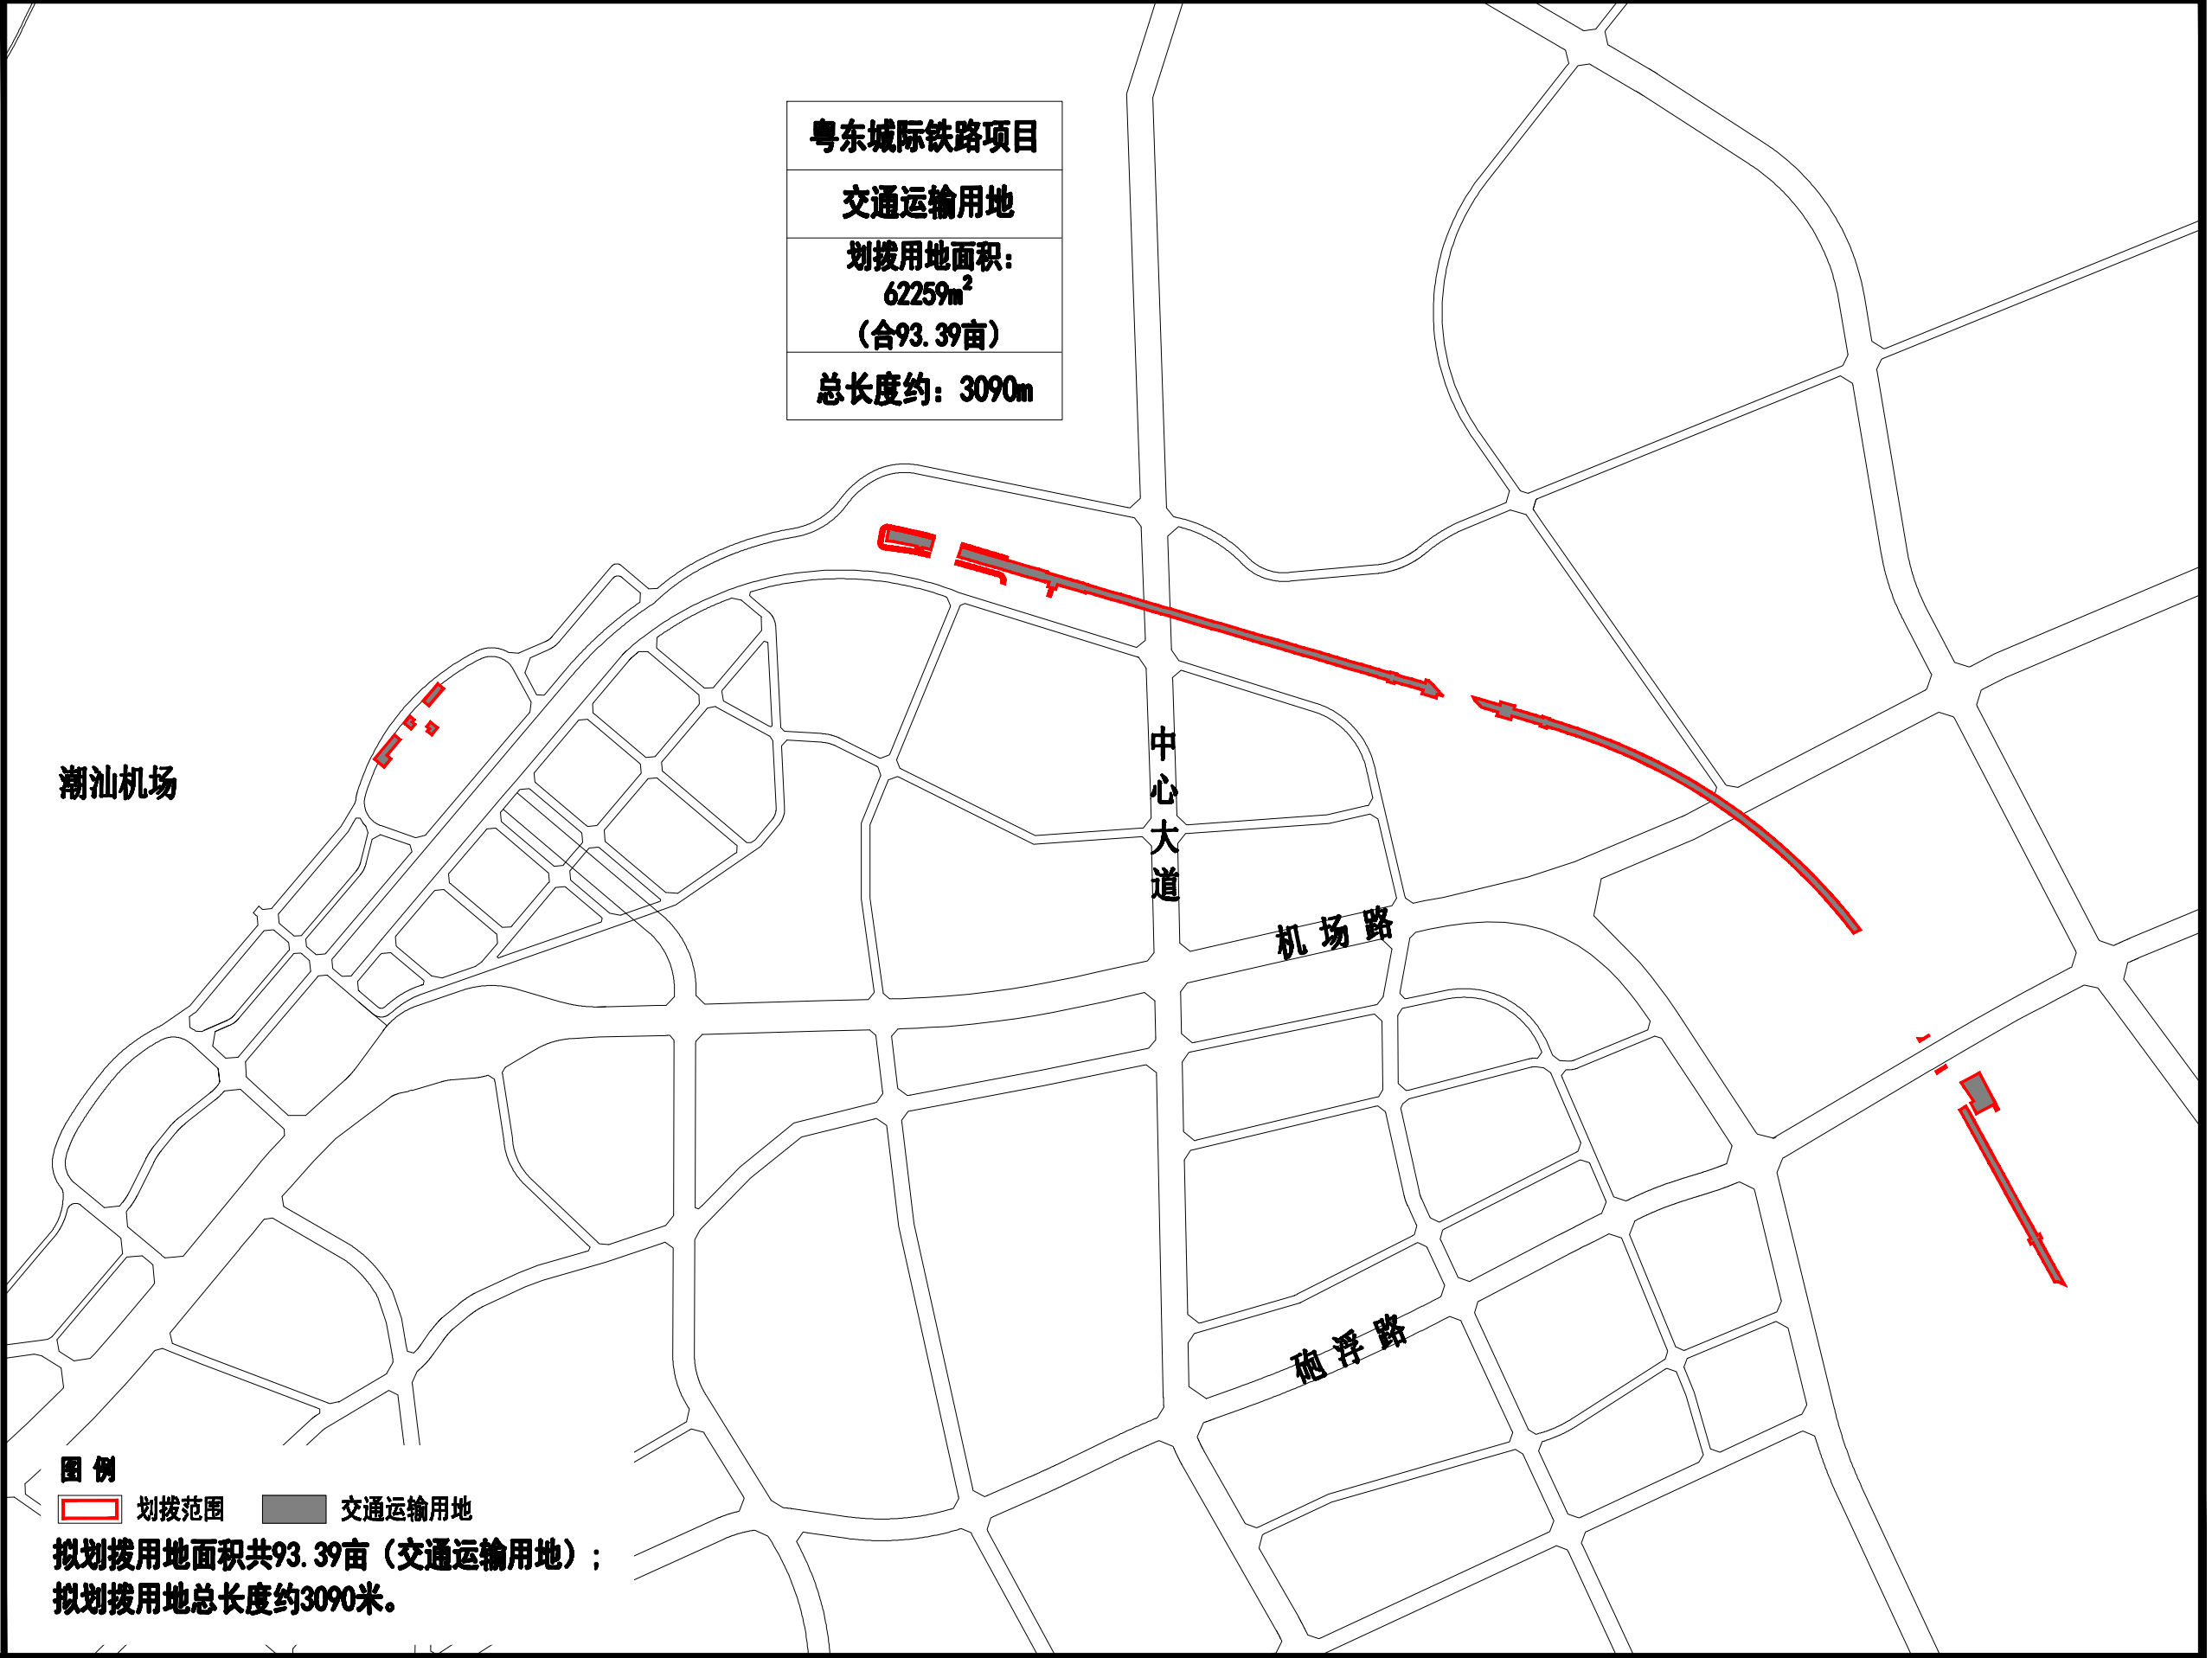 粤东城际铁路项目
交通运输用地
划拨用地面积：
62259m²
（合93.39亩）
总长度约：3090m
潮汕机场
中心大道
机场路
砲浮路
图例
划拨范围
交通运输用地
拟划拨用地面积共93.39亩（交通运输用地）；
拟划拨用地总长度约3090米。